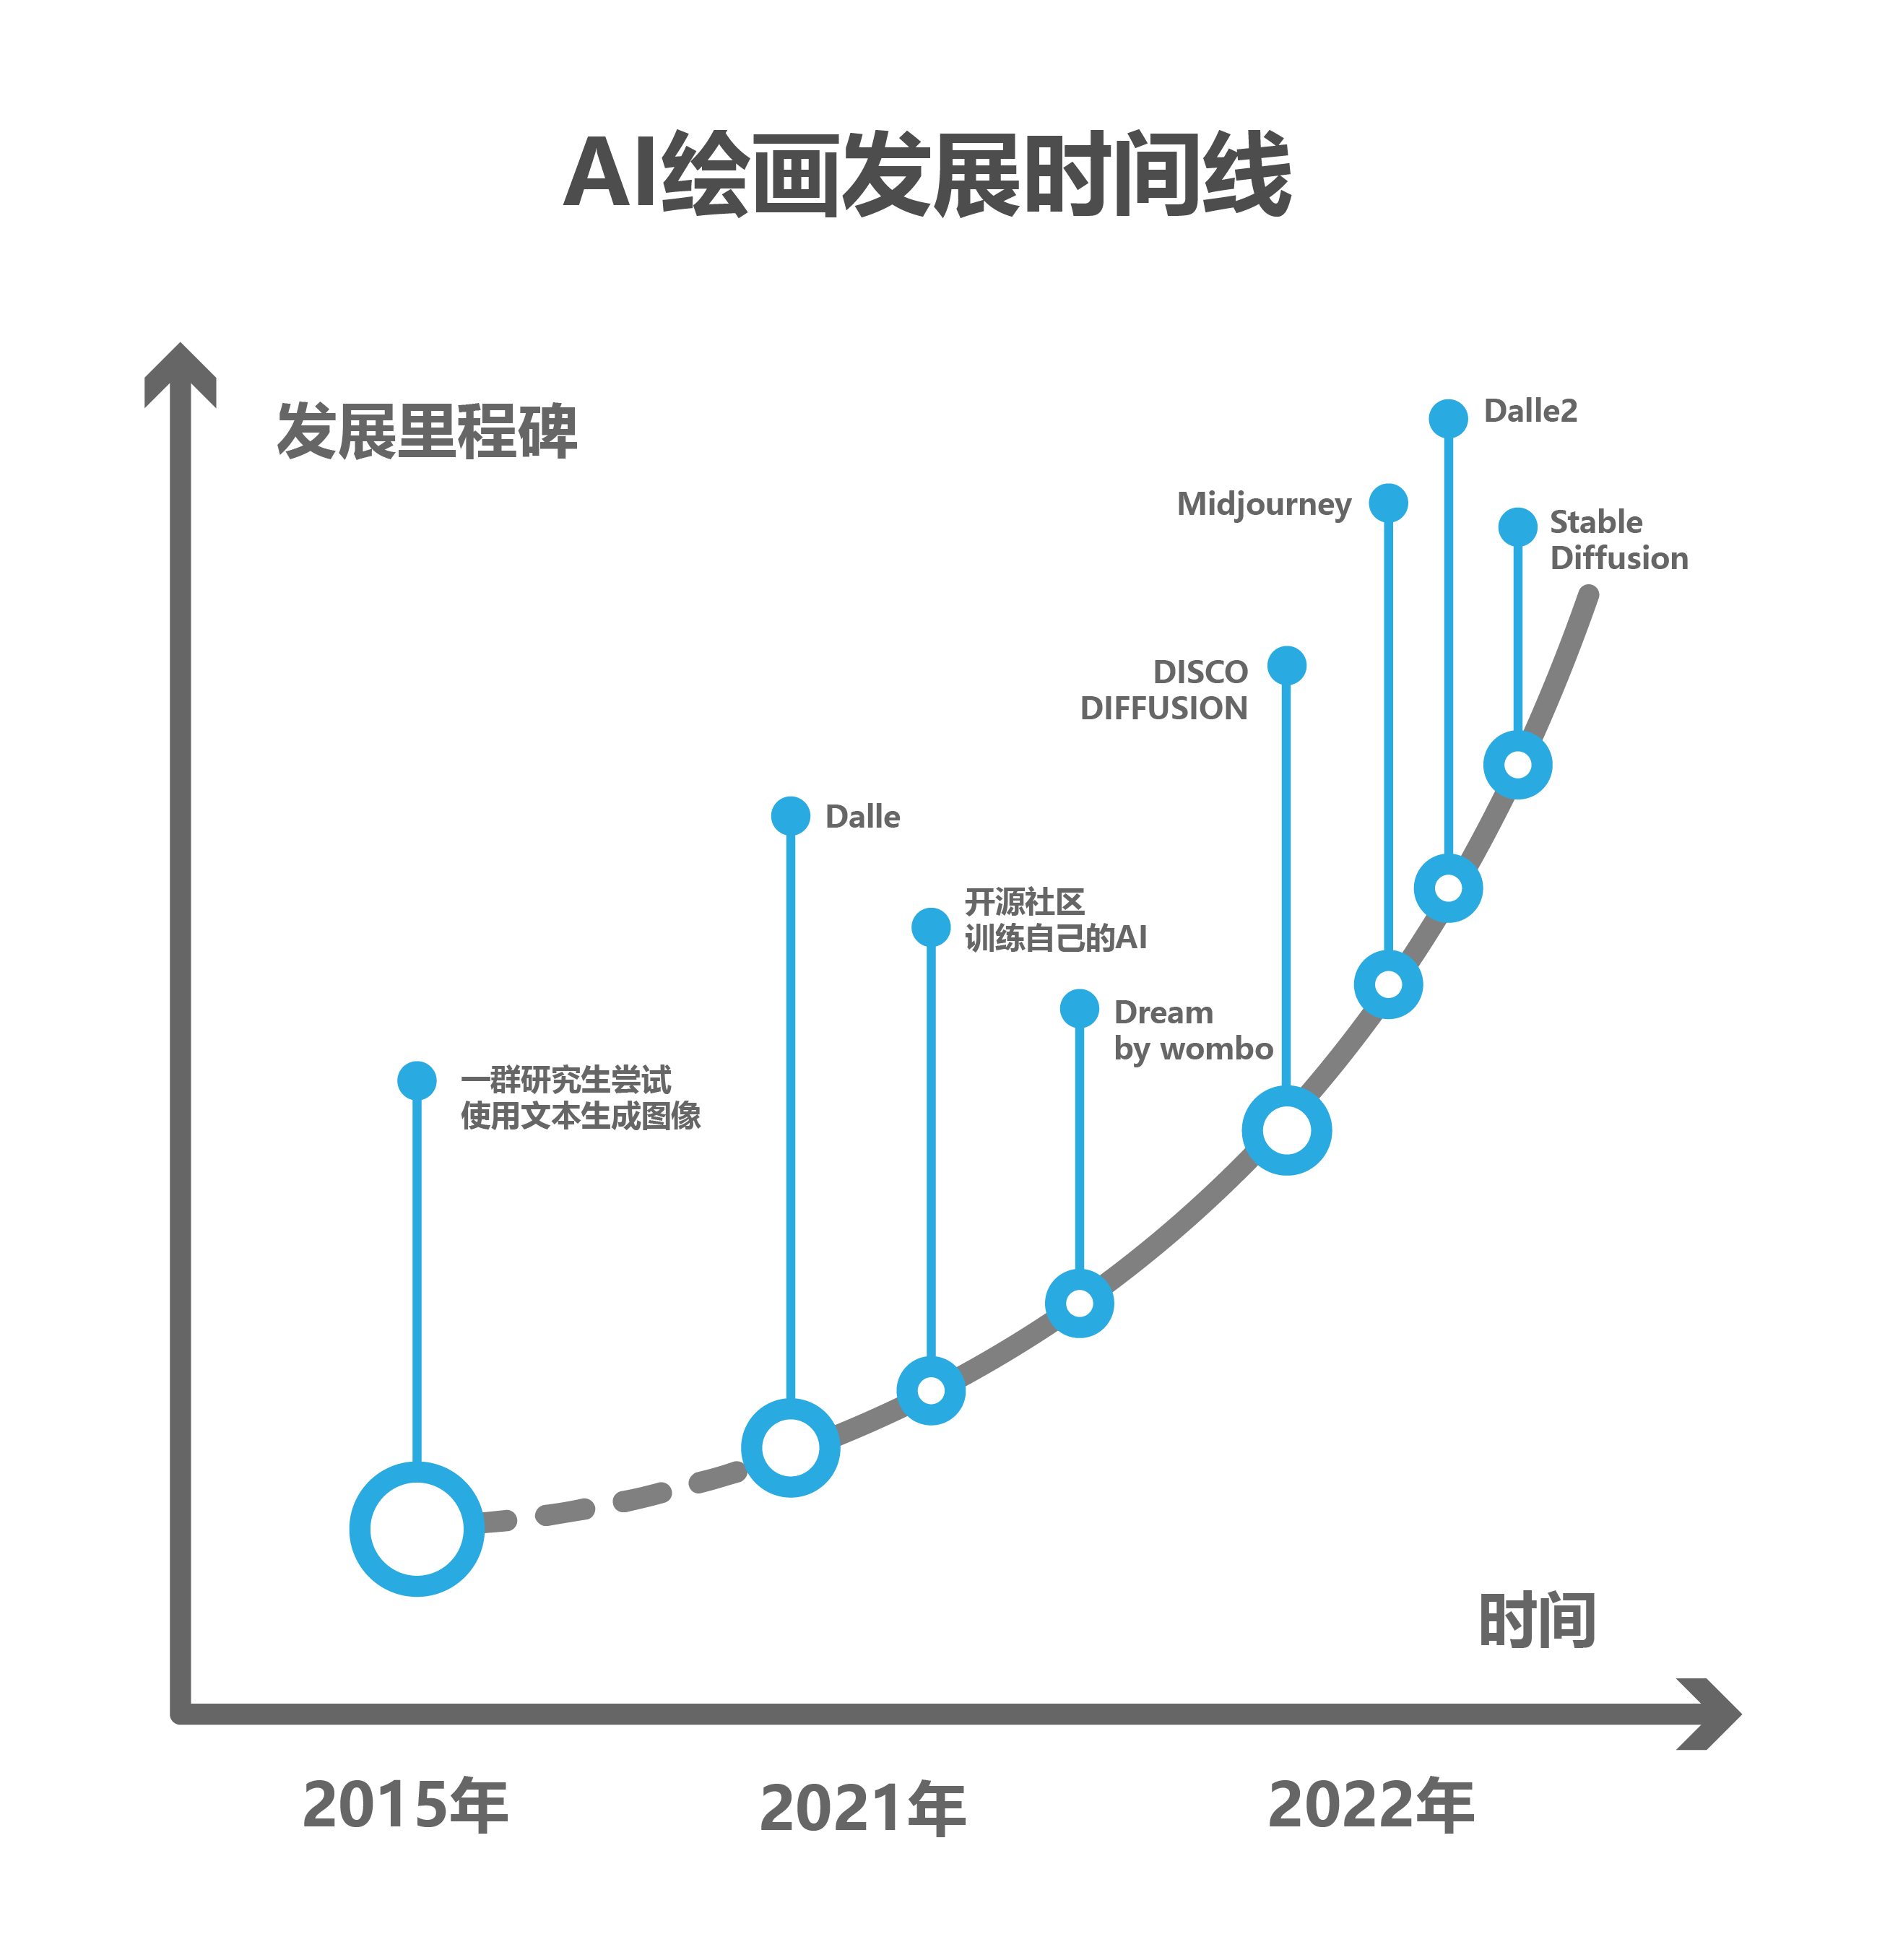 AI绘画发展时间线
发展里程碑
Dalle2
Midjourney
Stable
Diffusion
DISCO
DIFFUSION
Dalle
开源社区
训练自己的AI
Dream
by wombo
一群研究生尝试
使用文本生成图像
时间
2015年
2021年
2022年